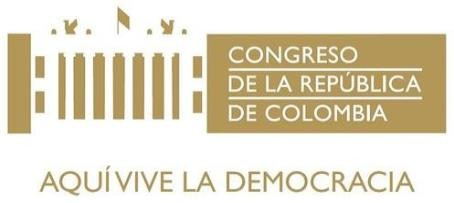 CONGRESO
DE LA REPÚBLICA
DE COLOMBIA
AQUÍ VIVE LA DEMOCRACIA